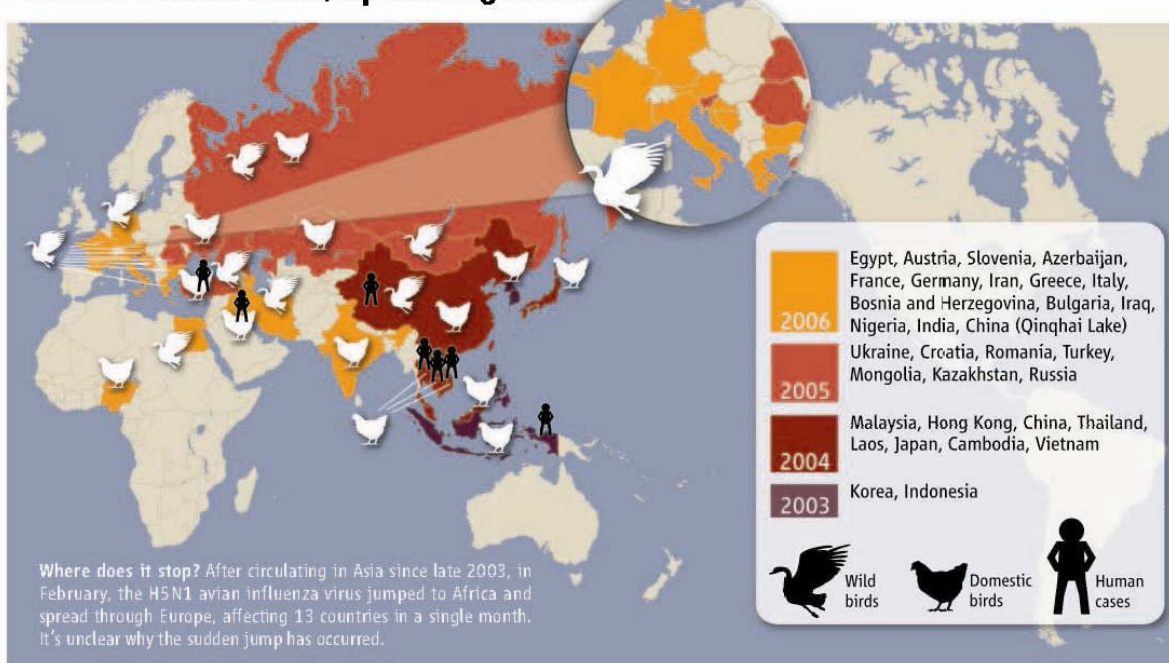 Egypt, Austria, Slovenia, Azerbaijan,
France, Germany, Iran, Greece, Italy,
Bosnia and Herzegovina, Bulgaria, Iraq,
Nigeria, India, China (Qinghai Lake)
2006
Ukraine, Croatia, Romania, Turkey,
Mongolia, Kazakhstan, Russia
2005
Malaysia, Hong Kong, China, Thailand,
Laos, Japan, Cambodia, Vietnam
2004
Korea, Indonesia
2003
Wild
birds
Domestic
birds
Human
cases
Where does it stop? After circulating in Asia since late 2003, in
February, the H5N1 avian influenza virus jumped to Africa and
spread through Europe, affecting 13 countries in a single month.
It's unclear why the sudden jump has occurred.